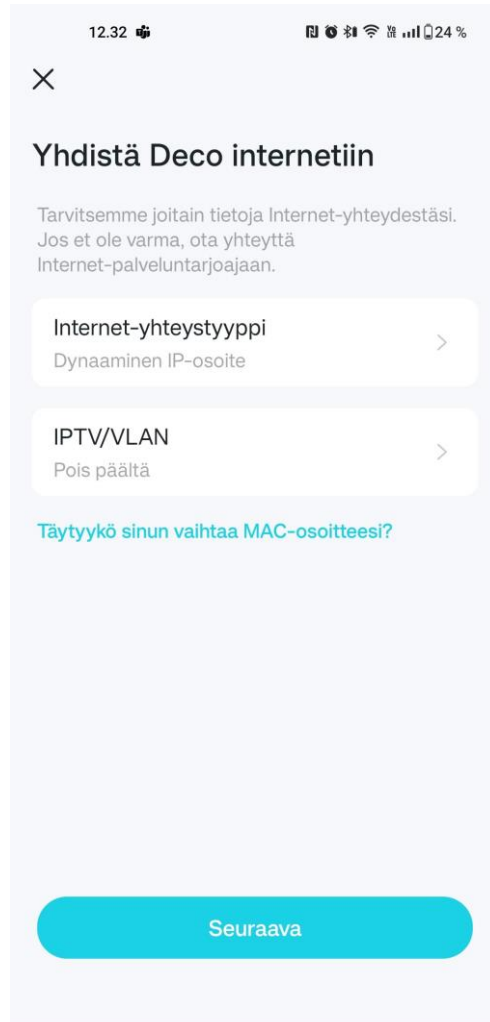 12.32 24 %
Yhdistä Deco internetiin
Tarvitsemme joitain tietoja Internet-yhteydestäsi.
Jos et ole varma, ota yhteyttä
Internet-palveluntarjoajaan.
Internet-yhteystyyppi
Dynaaminen IP-osoite
IPTV/VLAN
Pois päältä
Täytyykö sinun vaihtaa MAC-osoitteesi?
Seuraava